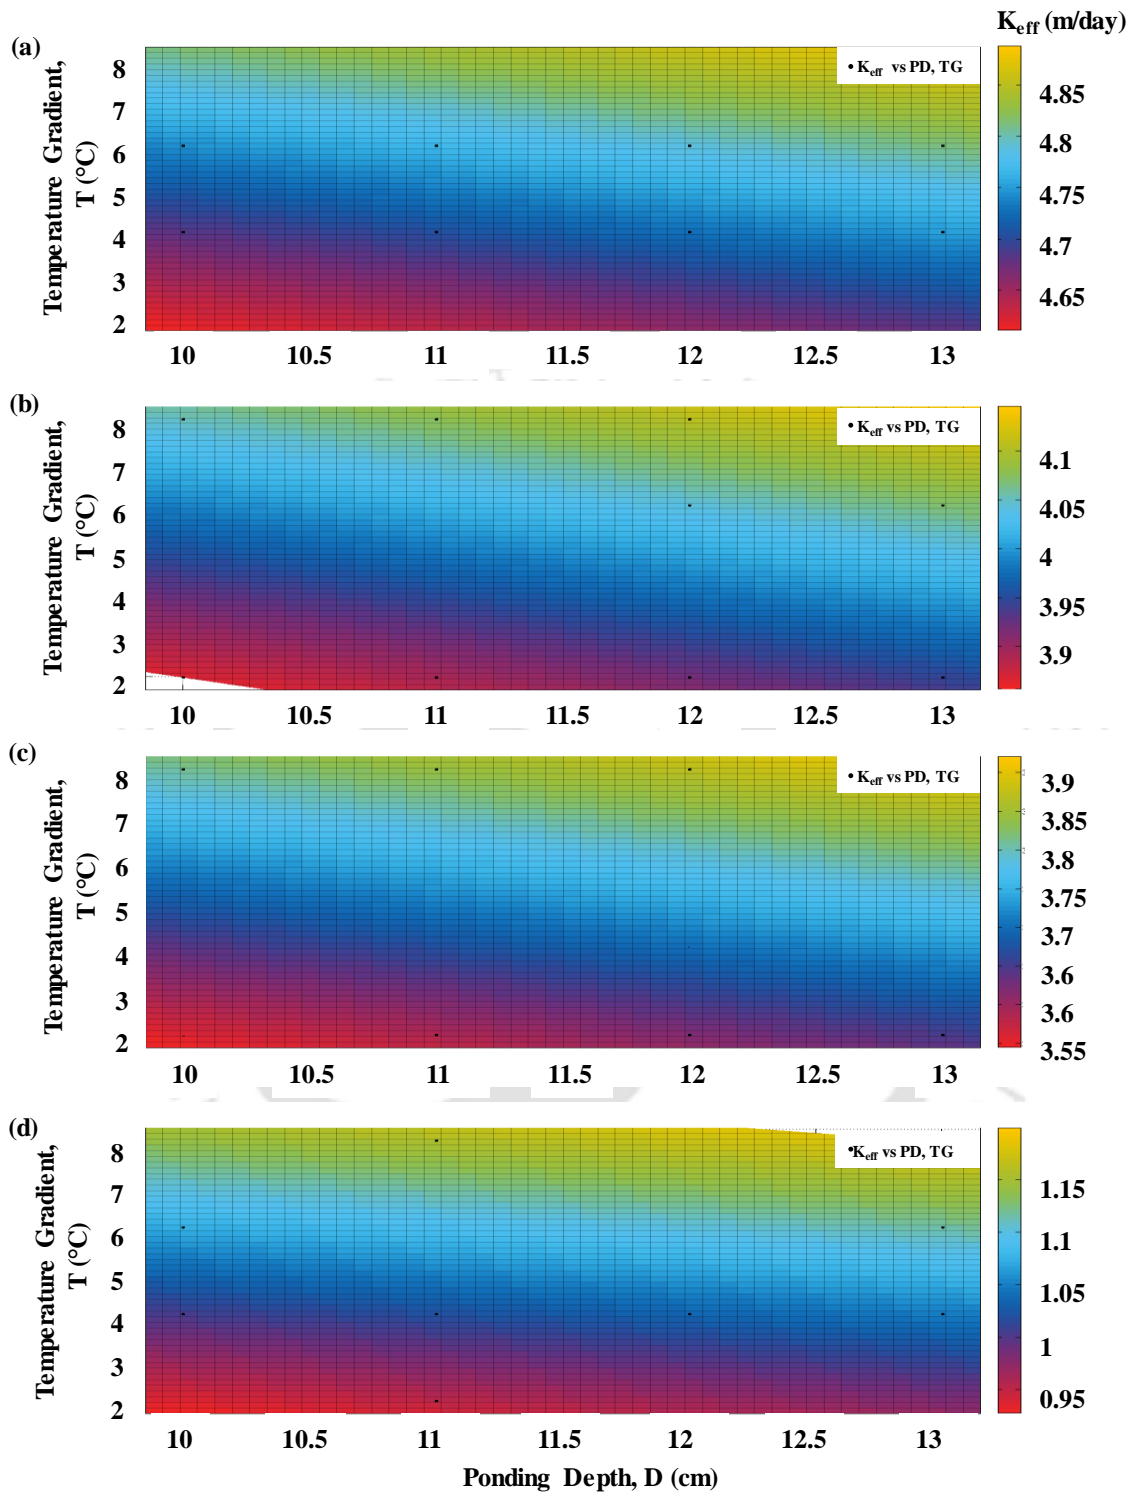 K_eff (m/day)
(a)
Temperature Gradient,
T (°C)
8
7
6
5
4
3
2
• K_eff vs PD, TG
4.85
4.8
4.75
4.7
4.65
10 10.5 11 11.5 12 12.5 13
(b)
Temperature Gradient,
T (°C)
8
7
6
5
4
3
2
• K_eff vs PD, TG
4.1
4.05
4
3.95
3.9
10 10.5 11 11.5 12 12.5 13
(c)
Temperature Gradient,
T (°C)
8
7
6
5
4
3
2
• K_eff vs PD, TG
3.9
3.85
3.8
3.75
3.7
3.6
3.6
3.55
10 10.5 11 11.5 12 12.5 13
(d)
Temperature Gradient,
T (°C)
8
7
6
5
4
3
2
•K_eff vs PD, TG
1.15
1.1
1.05
1
0.95
10 10.5 11 11.5 12 12.5 13
Ponding Depth, D (cm)